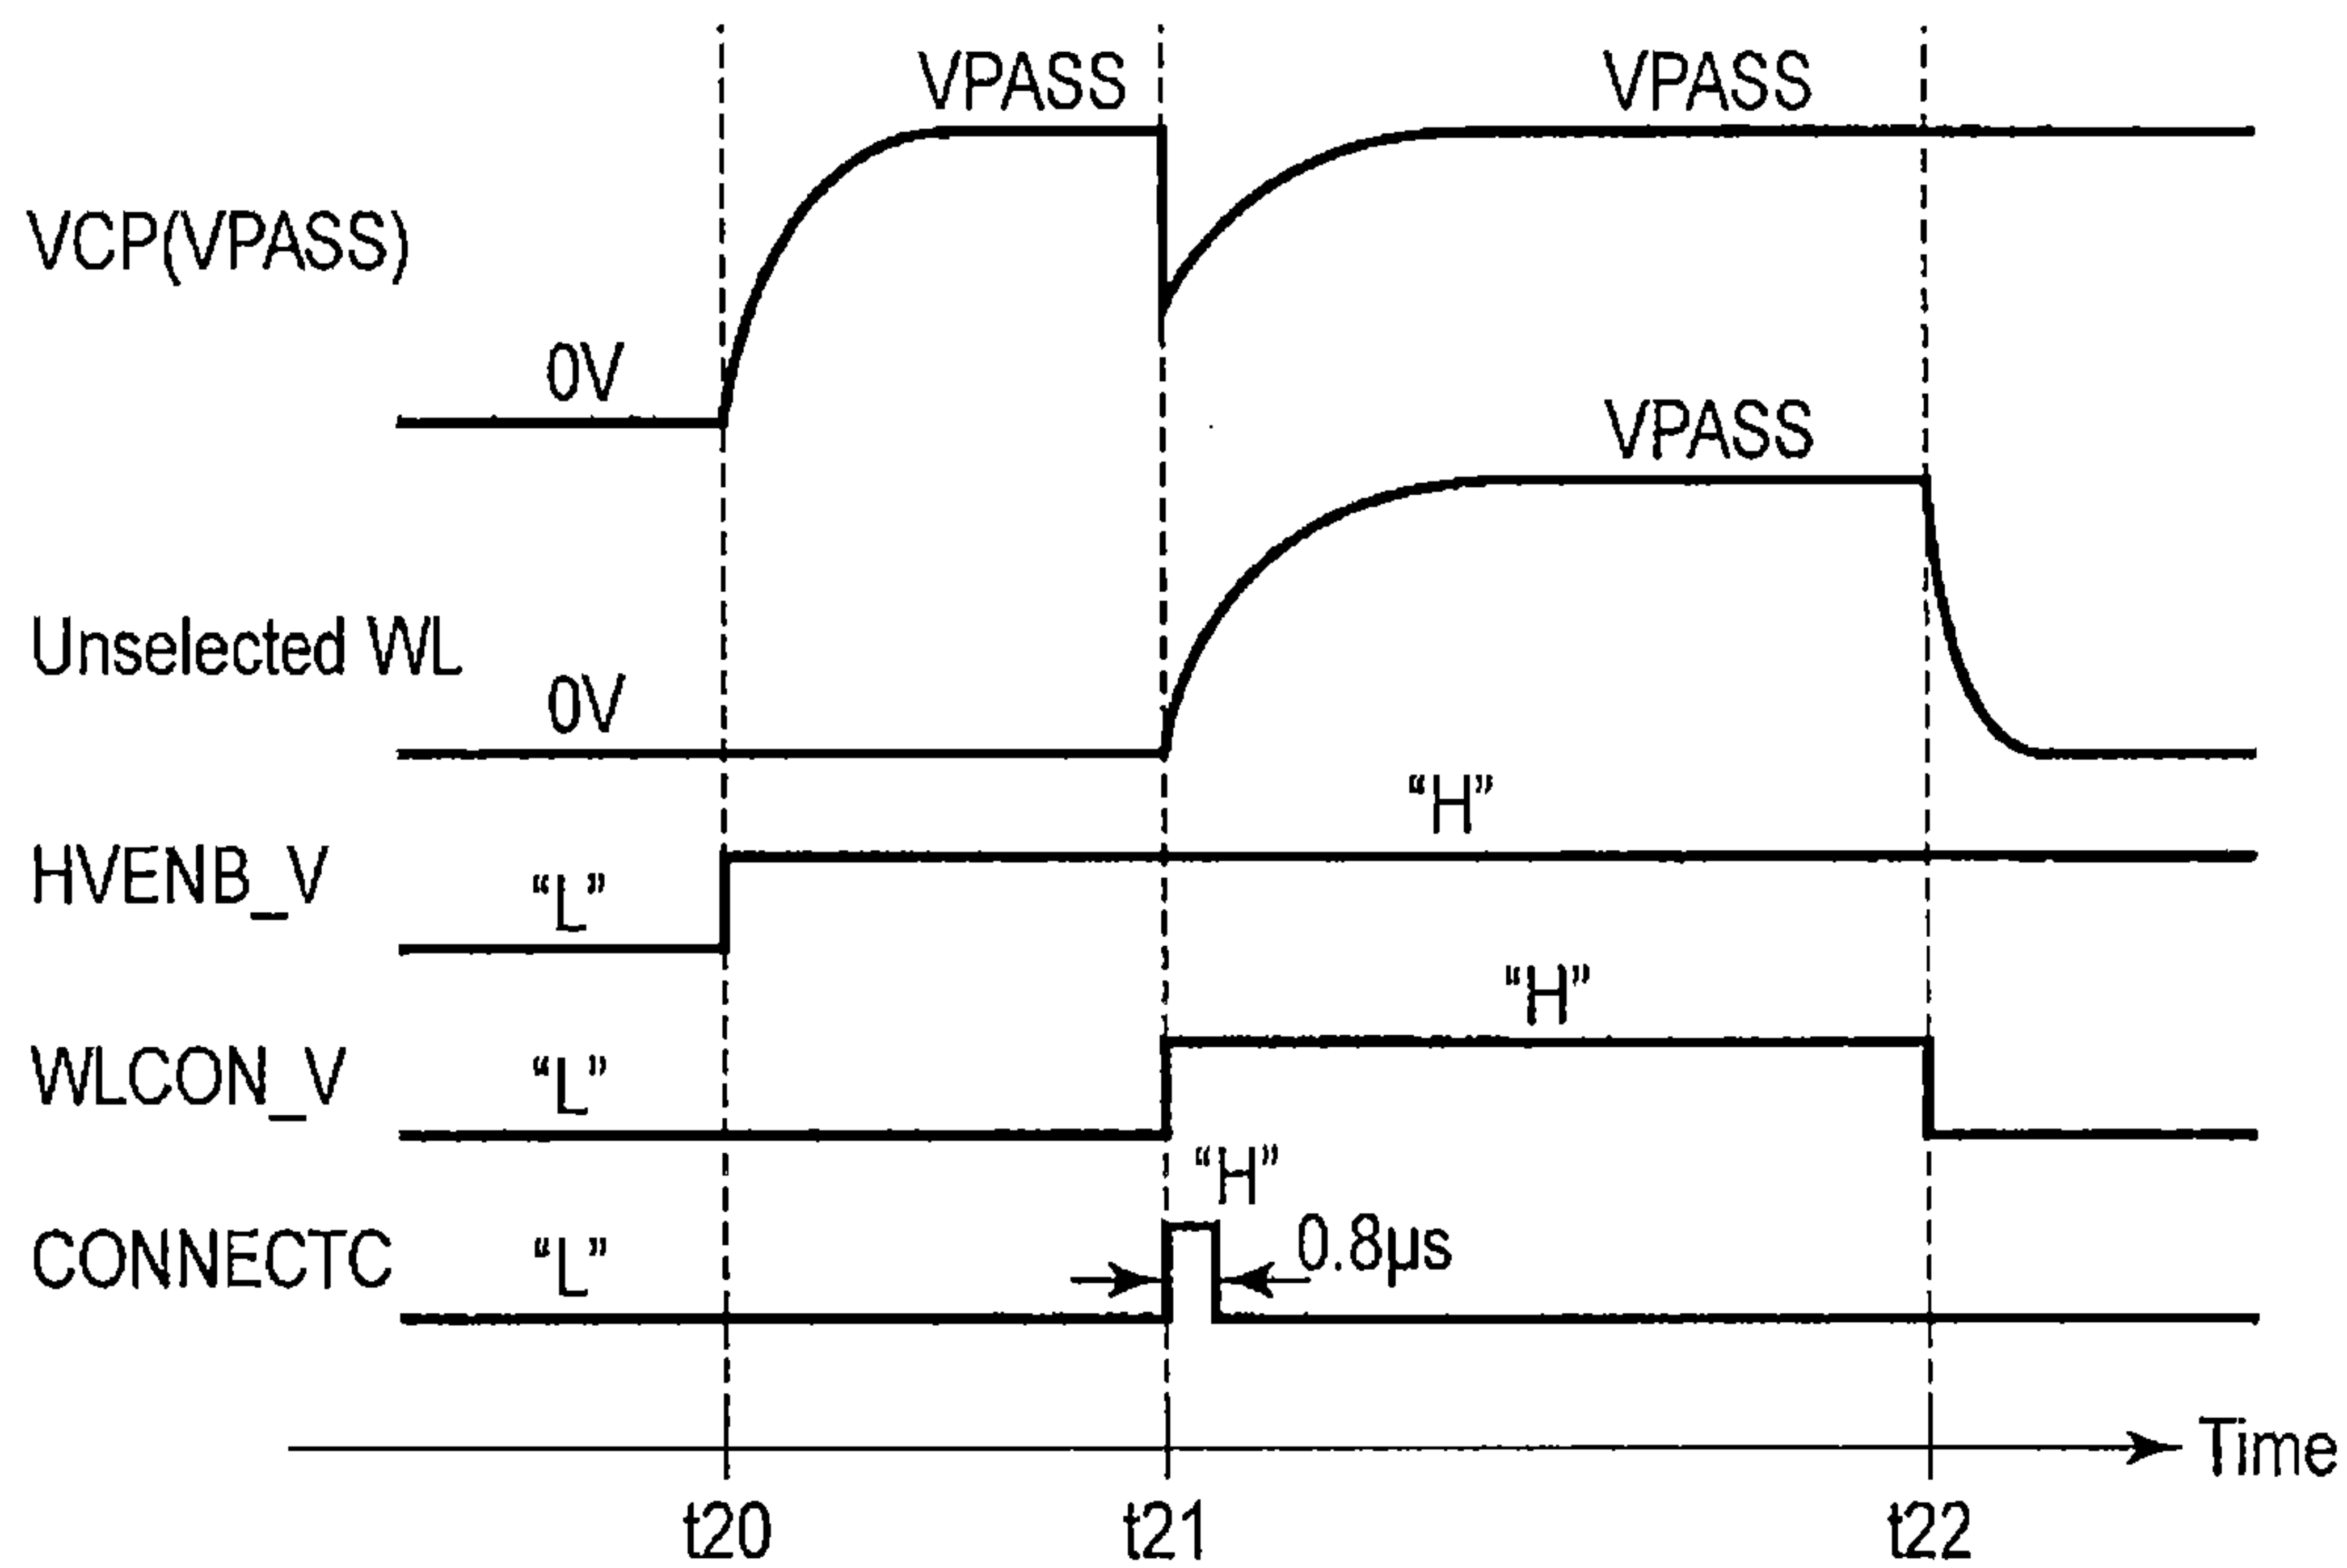 VPASS VPASS
VCP(VPASS)
0V
VPASS
Unselected WL
0V
“H”
HVENB_V “L”
“H”
WLCON_V “L”
“H”
CONNECTC “L” 0.8μs
Time
t20 t21 t22